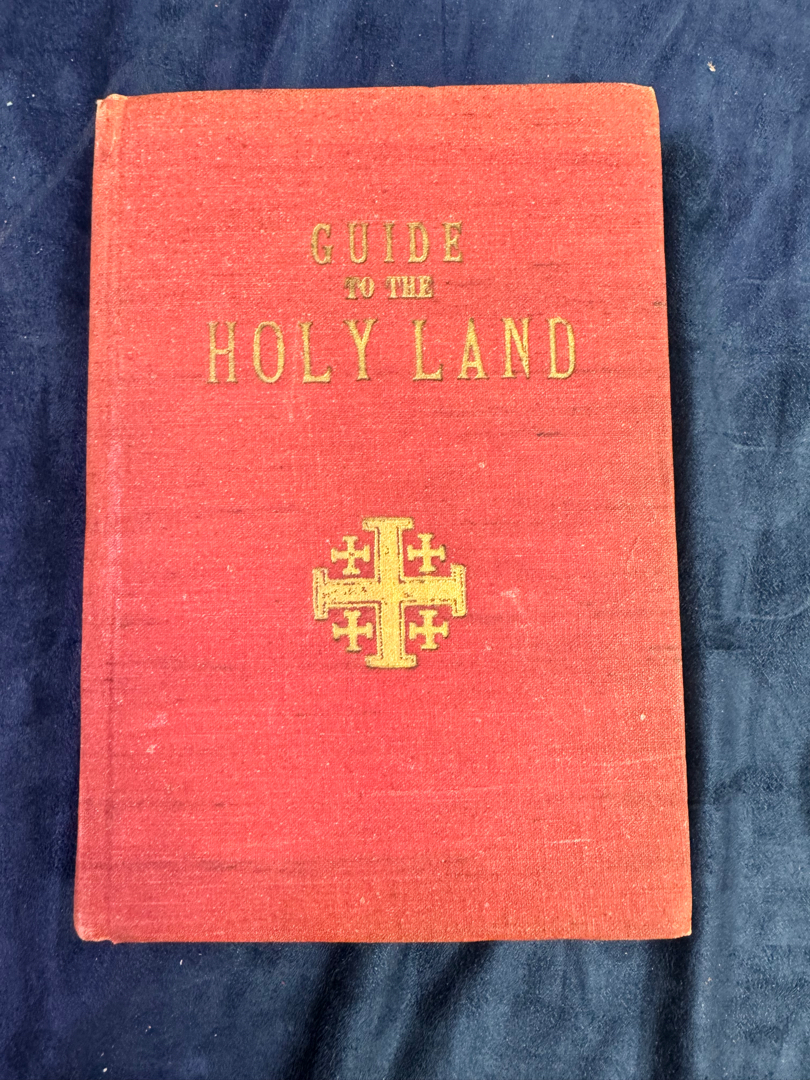 GUIDE
TO THE
HOLY LAND